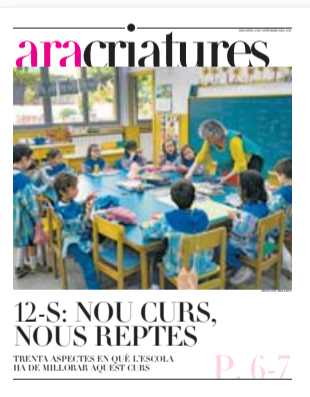 aracriatures
12-S: NOU CURS,
NOUS REPTES
TRENTA ASPECTES EN QUÈ L'ESCOLA
HA DE MILLORAR AQUEST CURS
P. 6-7